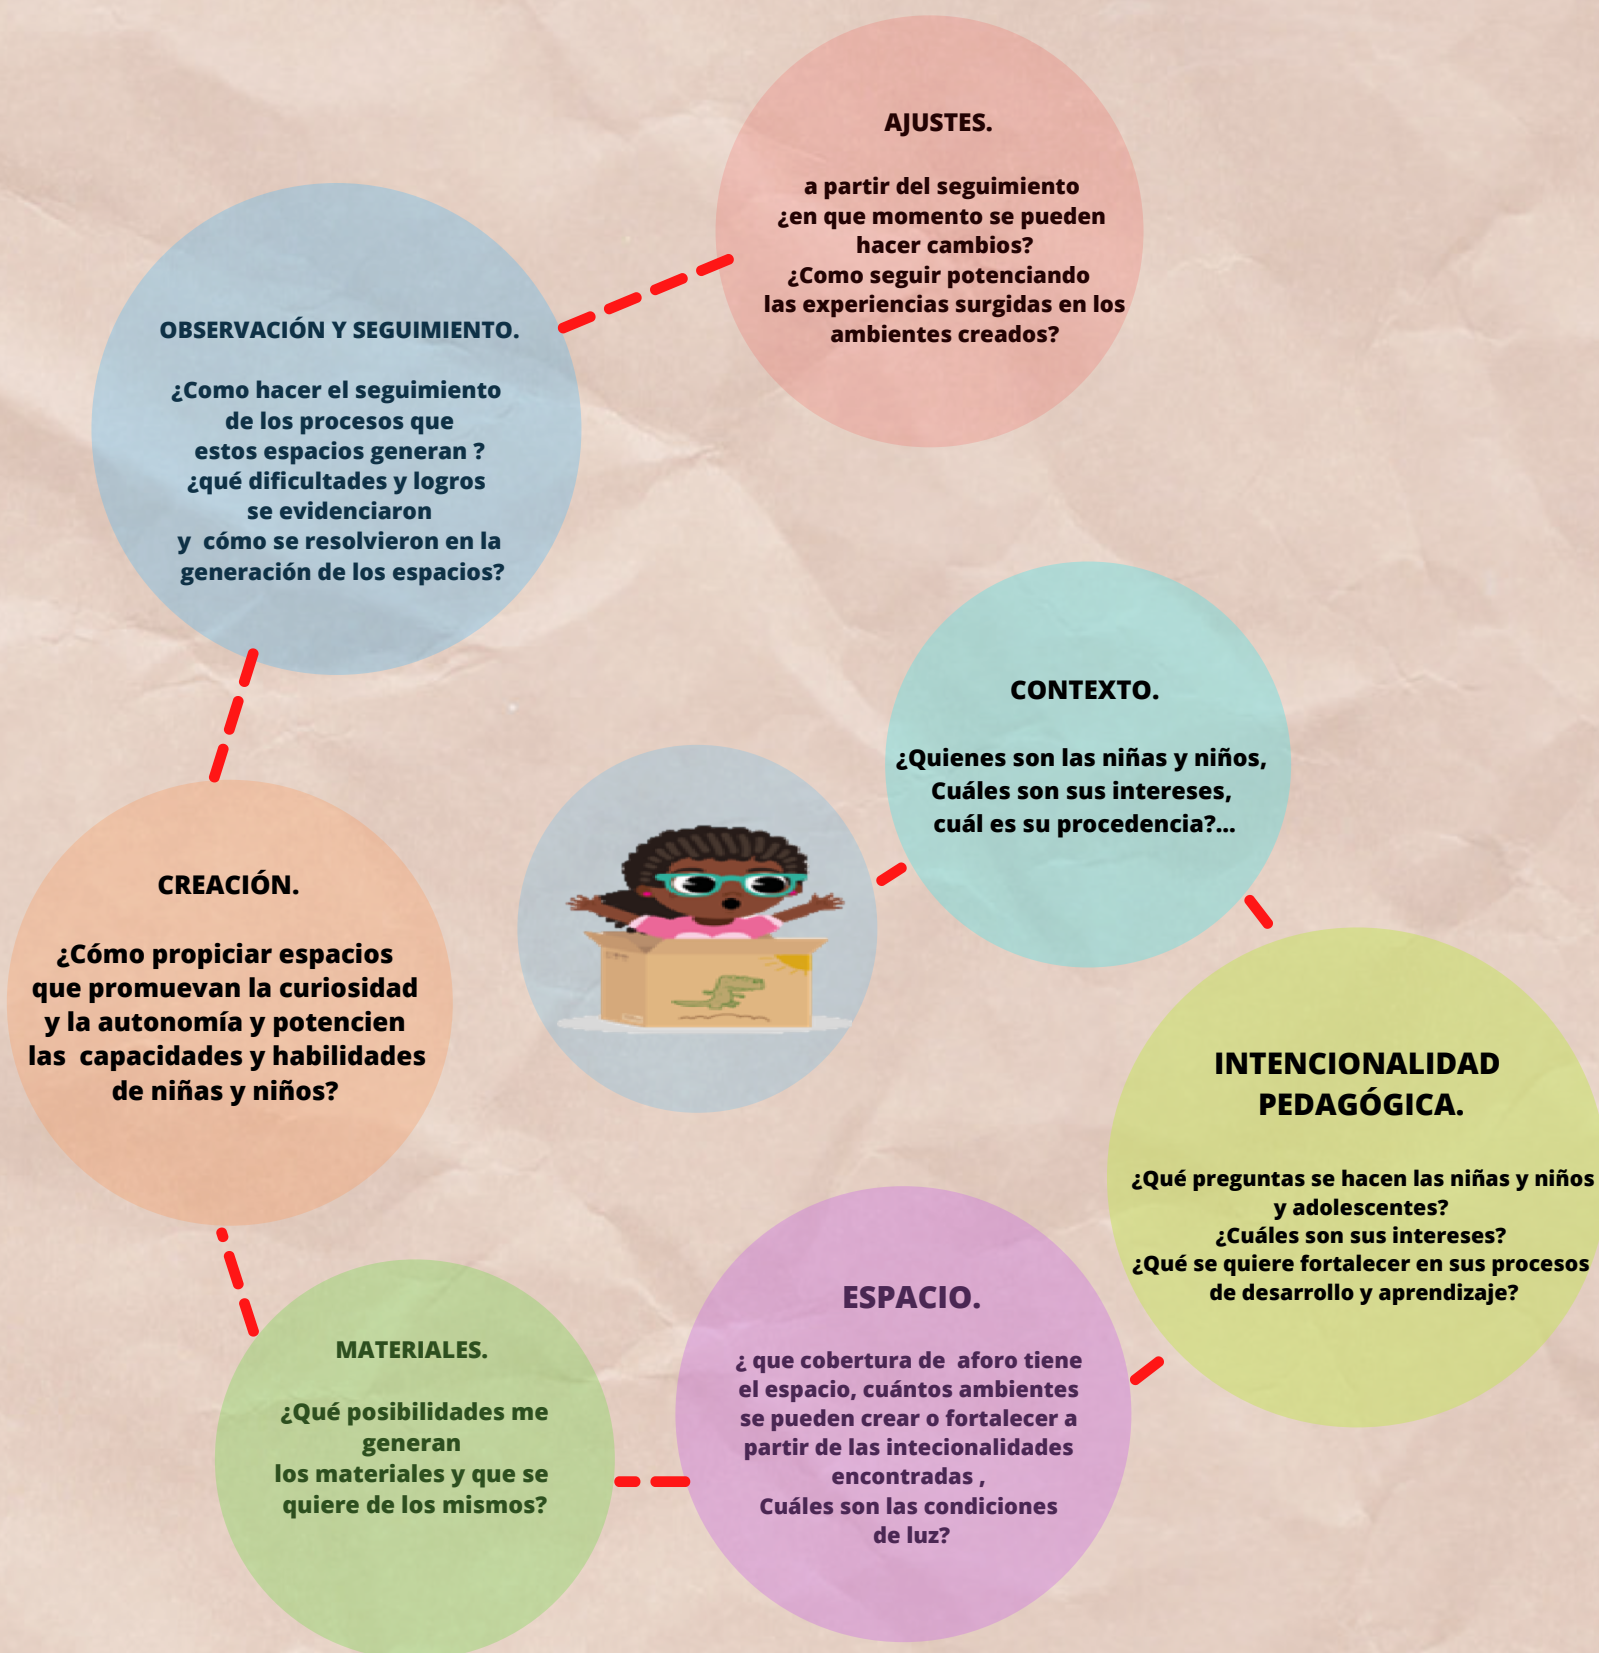 AJUSTES.
a partir del seguimiento
¿en que momento se pueden
hacer cambios?
¿Como seguir potenciando
las experiencias surgidas en los
ambientes creados?
OBSERVACIÓN Y SEGUIMIENTO.
¿Como hacer el seguimiento
de los procesos que
estos espacios generan ?
¿qué dificultades y logros
se evidenciaron
y cómo se resolvieron en la
generación de los espacios?
CONTEXTO.
¿Quienes son las niñas y niños,
Cuáles son sus intereses,
cuál es su procedencia?...
CREACIÓN.
¿Cómo propiciar espacios
que promuevan la curiosidad
y la autonomía y potencien
las capacidades y habilidades
de niñas y niños?
INTENCIONALIDAD
PEDAGÓGICA.
¿Qué preguntas se hacen las niñas y niños
y adolescentes?
¿Cuáles son sus intereses?
¿Qué se quiere fortalecer en sus procesos
de desarrollo y aprendizaje?
ESPACIO.
¿ que cobertura de aforo tiene
el espacio, cuántos ambientes
se pueden crear o fortalecer a
partir de las intecionalidades
encontradas ,
Cuáles son las condiciones
de luz?
MATERIALES.
¿Qué posibilidades me
generan
los materiales y que se
quiere de los mismos?